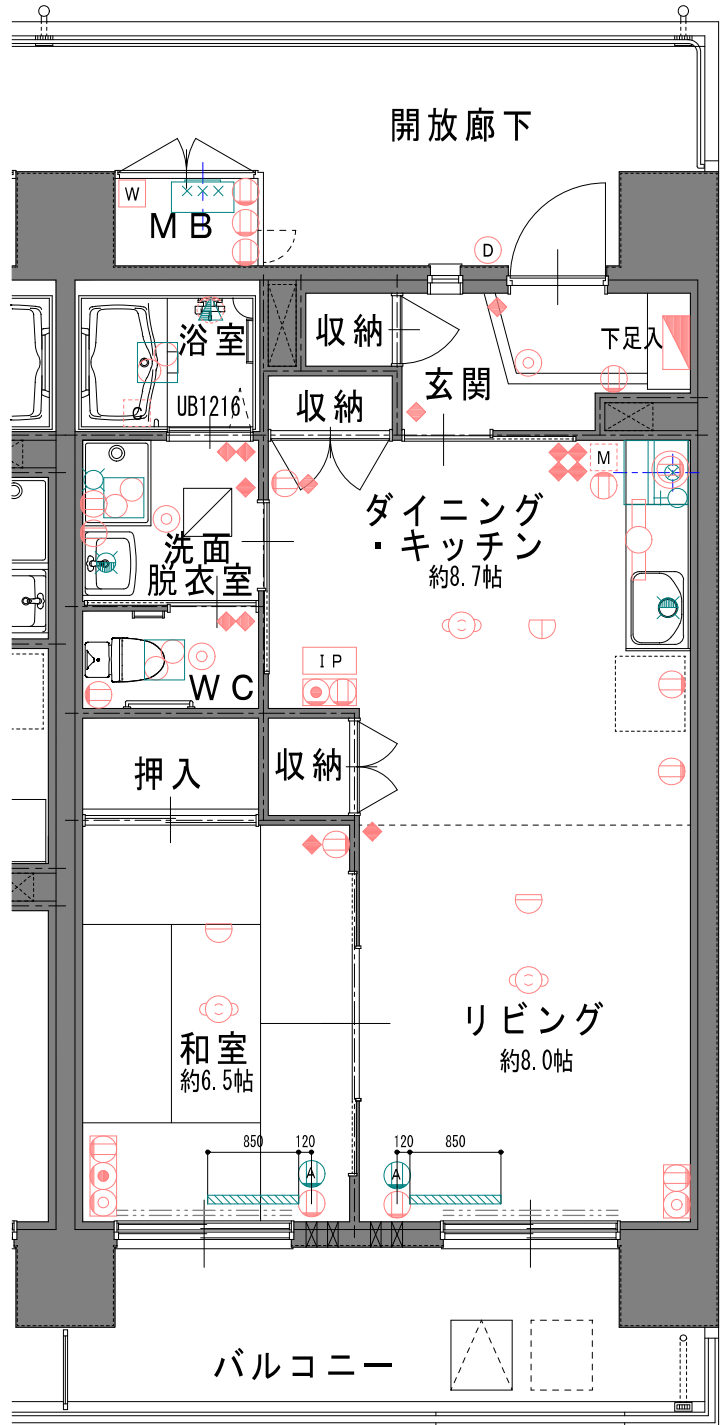 開放廊下
W
MB
D
浴室
収納
下足入
玄関
UB1216
収納
M
ダイニング
・キッチン
約8.7帖
洗面
脱衣室
IP
WC
押入
収納
リビング
約8.0帖
和室
約6.5帖
850
120
120
850
A
A
バルコニー